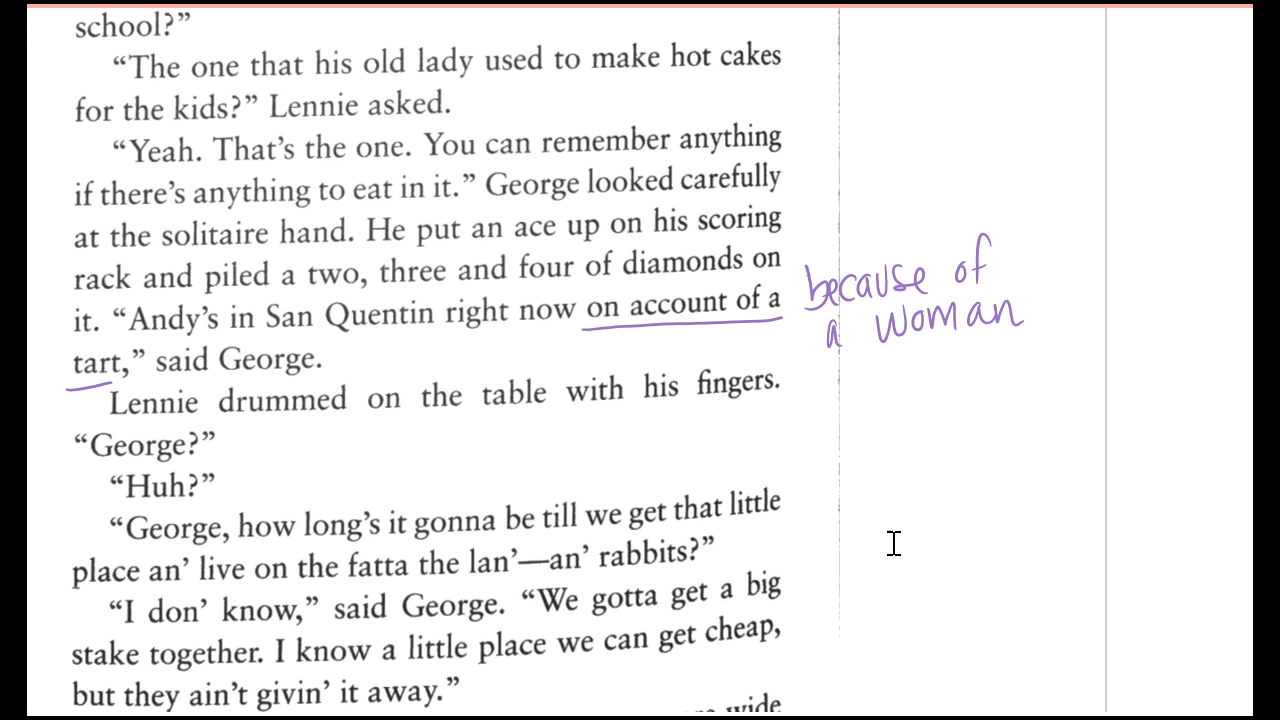 school?”
“The one that his old lady used to make hot cakes
for the kids?” Lennie asked.
“Yeah. That’s the one. You can remember anything
if there’s anything to eat in it.” George looked carefully
at the solitaire hand. He put an ace up on his scoring
rack and piled a two, three and four of diamonds on
it. “Andy’s in San Quentin right now on account of a
tart,” said George.
because of
a woman
Lennie drummed on the table with his fingers.
“George?”
“Huh?”
“George, how long’s it gonna be till we get that little
place an’ live on the fatta the lan’—an’ rabbits?”
“I don’ know,” said George. “We gotta get a big
stake together. I know a little place we can get cheap,
but they ain’t givin’ it away.”
wide